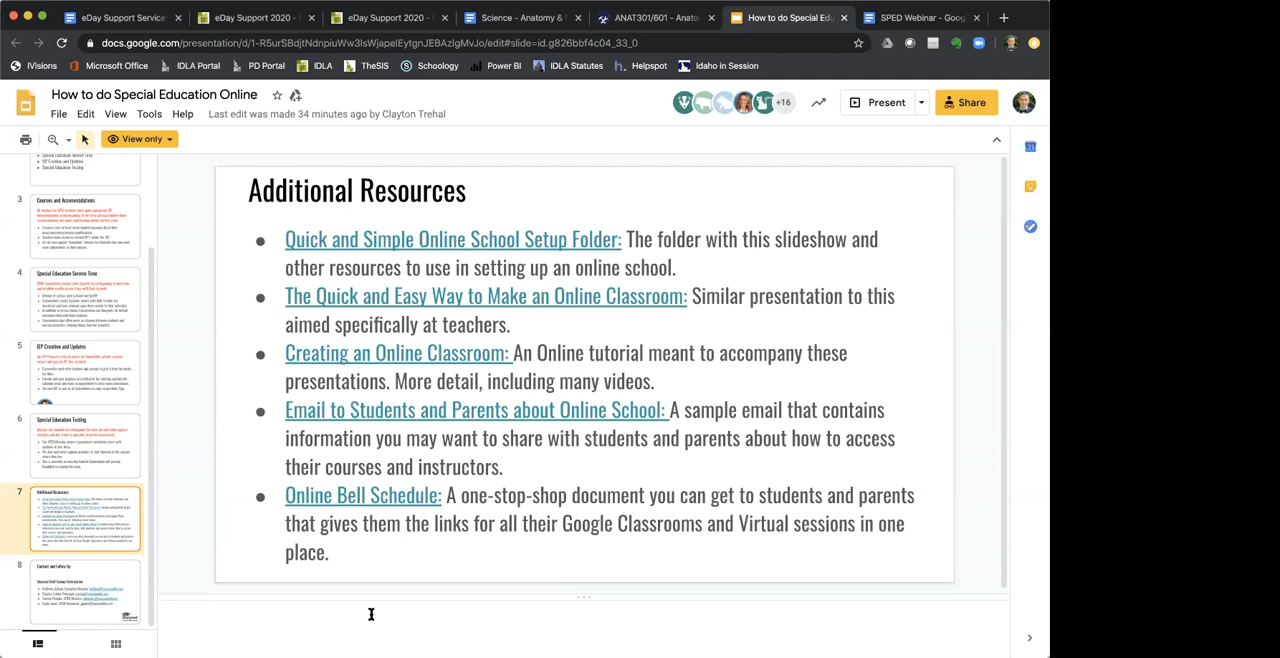 eDay Support Service
eDay Support 2020 -
eDay Support 2020 -
Science - Anatomy &
ANAT301/601 - Anato
How to do Special Edu
SPED Webinar - Goog
docs.google.com/presentation/d/1-R5urSBdjtNdnpiuWw3IsWjapelEytgnJEBAzlgMvJo/edit#slide=id.g826bbf4c04_33_0
IVisions
Microsoft Office
IDLA Portal
PD Portal
IDLA
TheSIS
Schoology
Power BI
IDLA Statutes
Helpspot
Idaho in Session
How to do Special Education Online
File Edit View Tools Help
Last edit was made 34 minutes ago by Clayton Trehal
+16
Present
Share
View only
Special Education Testing
3
Courses and Accommodations
4
Special Education Service Time
5
IEP Creation and Updates
6
Special Education Testing
7
Additional Resources
8
Contact and Follow Up
Additional Resources
● Quick and Simple Online School Setup Folder: The folder with this slideshow and
other resources to use in setting up an online school.
● The Quick and Easy Way to Make an Online Classroom: Similar presentation to this
aimed specifically at teachers.
● Creating an Online Classroom: An Online tutorial meant to accompany these
presentations. More detail, including many videos.
● Email to Students and Parents about Online School: A sample email that contains
information you may want to share with students and parents about how to access
their courses and instructors.
● Online Bell Schedule: A one-stop-shop document you can get to students and parents
that gives them the links for all their Google Classrooms and Virtual sessions in one
place.
31